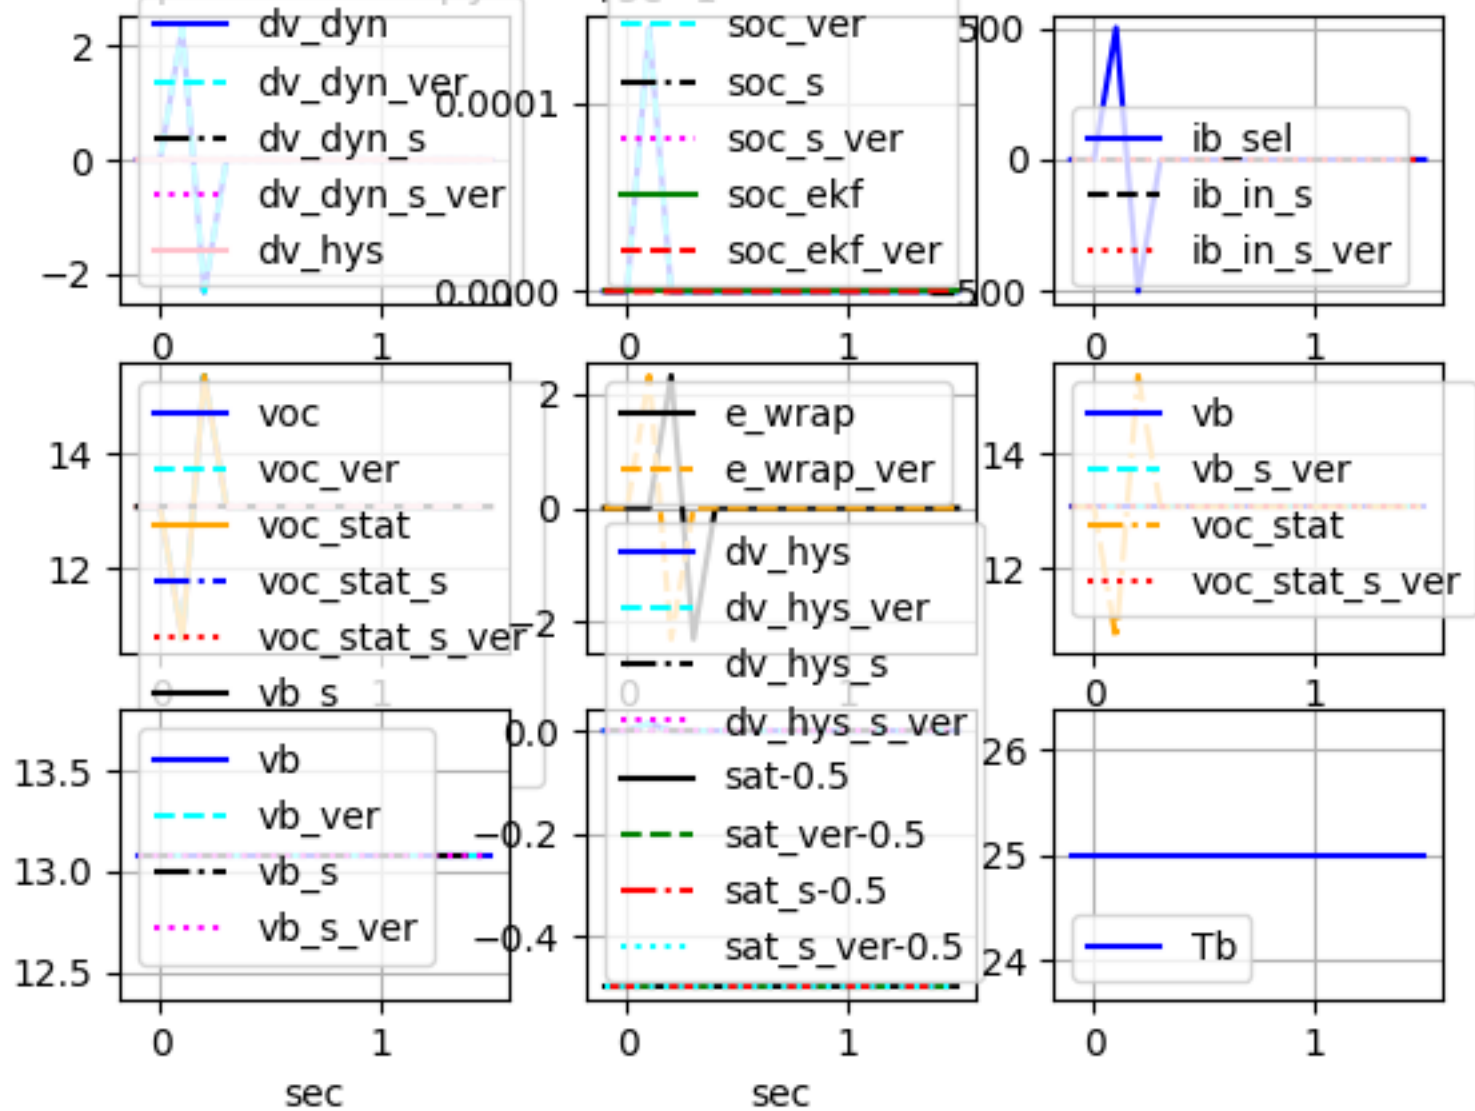 dv_dyn
dv_dyn_ver
dv_dyn_s
dv_dyn_s_ver
dv_hys
2
0
−2
0
1
soc_ver
soc_s
soc_s_ver
soc_ekf
soc_ekf_ver
0.0001
0.0000
0
1
ib_sel
ib_in_s
ib_in_s_ver
500
0
500
0
1
voc
voc_ver
voc_stat
voc_stat_s
voc_stat_s_ver
vb_s
14
12
0
1
e_wrap
e_wrap_ver
2
0
−2
0
1
dv_hys
dv_hys_ver
dv_hys_s
dv_hys_s_ver
sat-0.5
sat_ver-0.5
sat_s-0.5
sat_s_ver-0.5
vb
vb_s_ver
voc_stat
voc_stat_s_ver
14
12
0
1
vb
vb_ver
vb_s
vb_s_ver
13.5
13.0
12.5
0
1
sec
0.0
−0.2
−0.4
0
1
sec
26
25
24
Tb
0
1